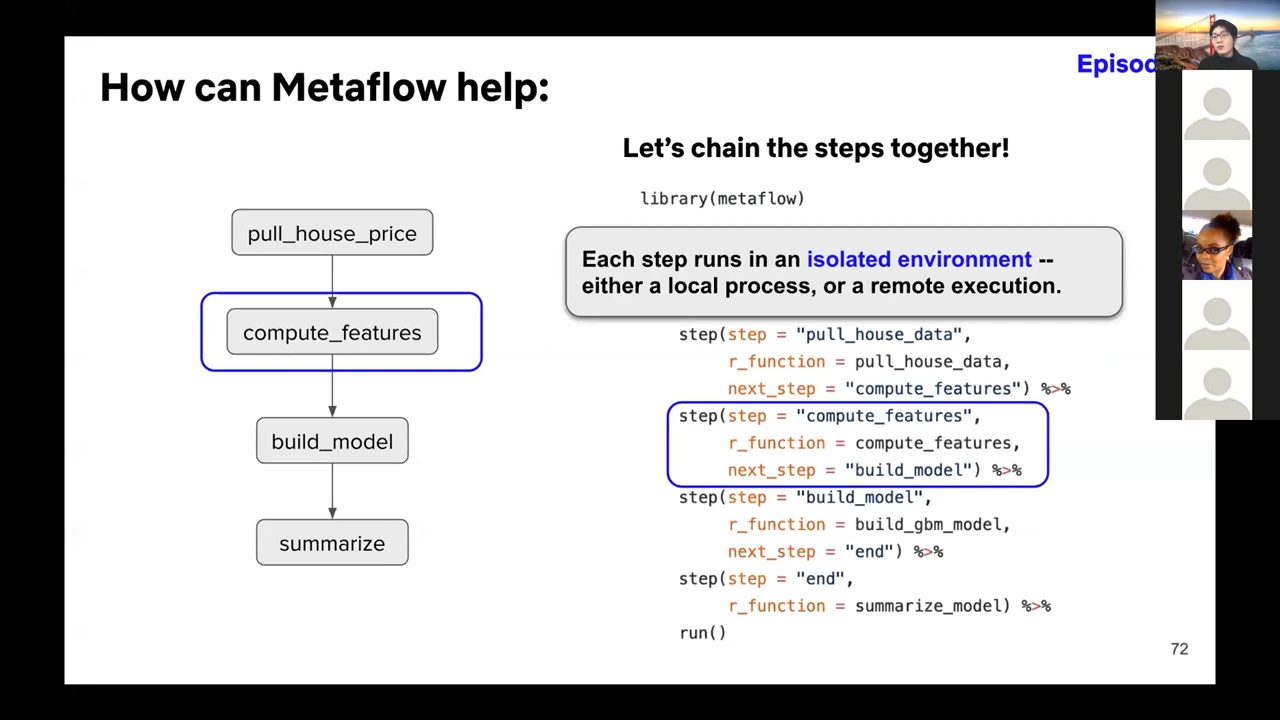 How can Metaflow help:
Episod
Let's chain the steps together!
library(metaflow)
Each step runs in an isolated environment --
either a local process, or a remote execution.
pull_house_price
compute_features
build_model
summarize
step(step = "pull_house_data",
r_function = pull_house_data,
next_step = "compute_features") %>%
step(step = "compute_features",
r_function = compute_features,
next_step = "build_model") %>%
step(step = "build_model",
r_function = build_gbm_model,
next_step = "end") %>%
step(step = "end",
r_function = summarize_model) %>%
run()
72